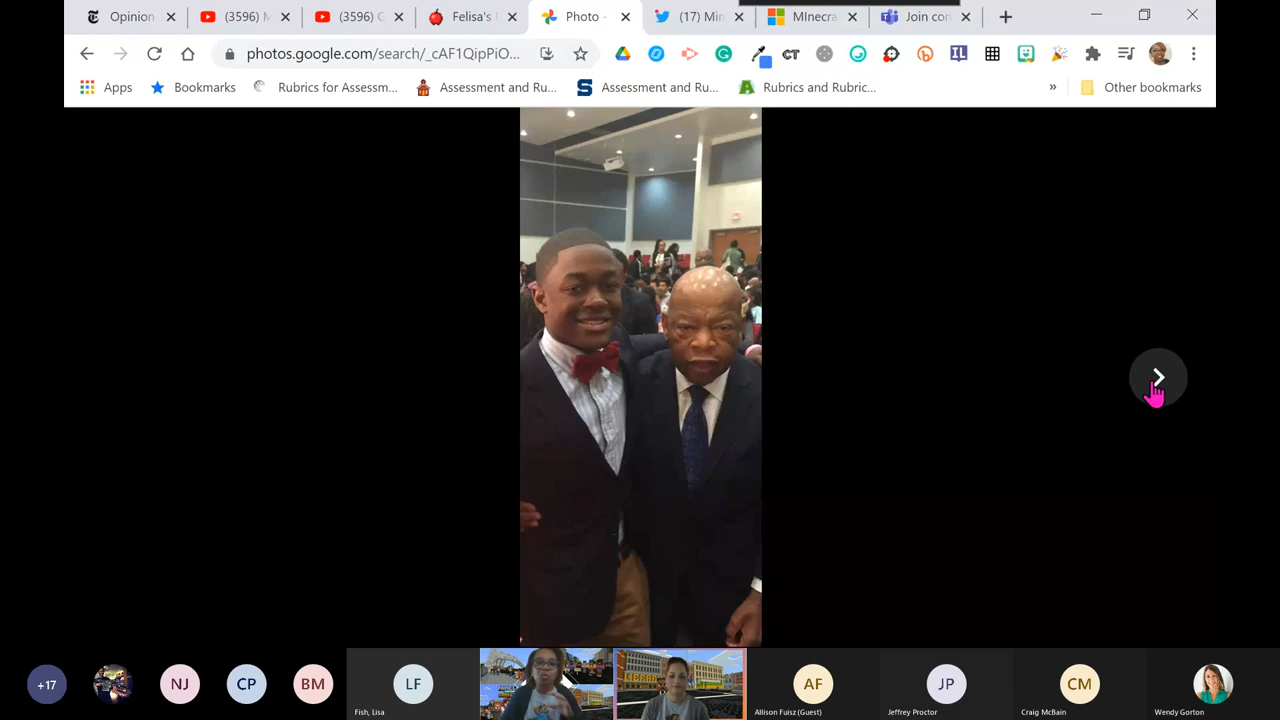 Opinion
(3596) M
(3596) G
elisa's
Photo -
(17) Min
MInecra
Join con
photos.google.com/search/_cAF1QipPiO...
Apps
Bookmarks
Rubrics for Assessm...
Assessment and Ru...
Assessment and Ru...
Rubrics and Rubric...
»
Other bookmarks
+17
NJ
CP
BM
LF
Fish, Lisa
AF
Allison Fuisz (Guest)
JP
Jeffrey Proctor
CM
Craig McBain
Wendy Gorton